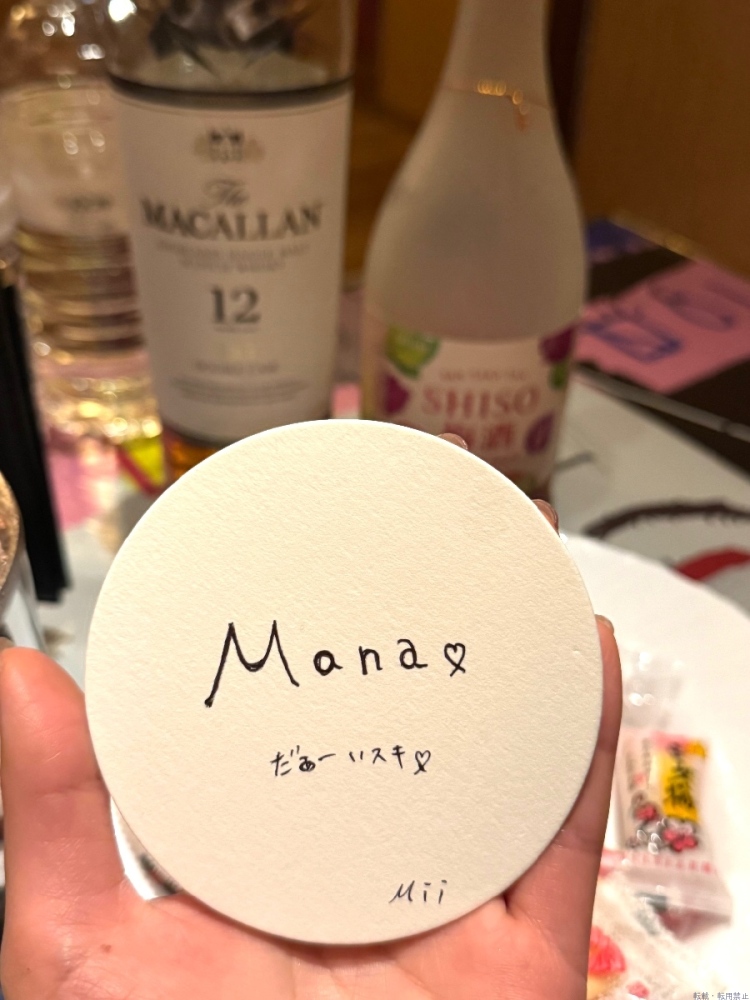 The
MACALLAN
12
SHISO
梅酒
Mana♡
だぁーいスキ♡
Mii
転載・転用禁止